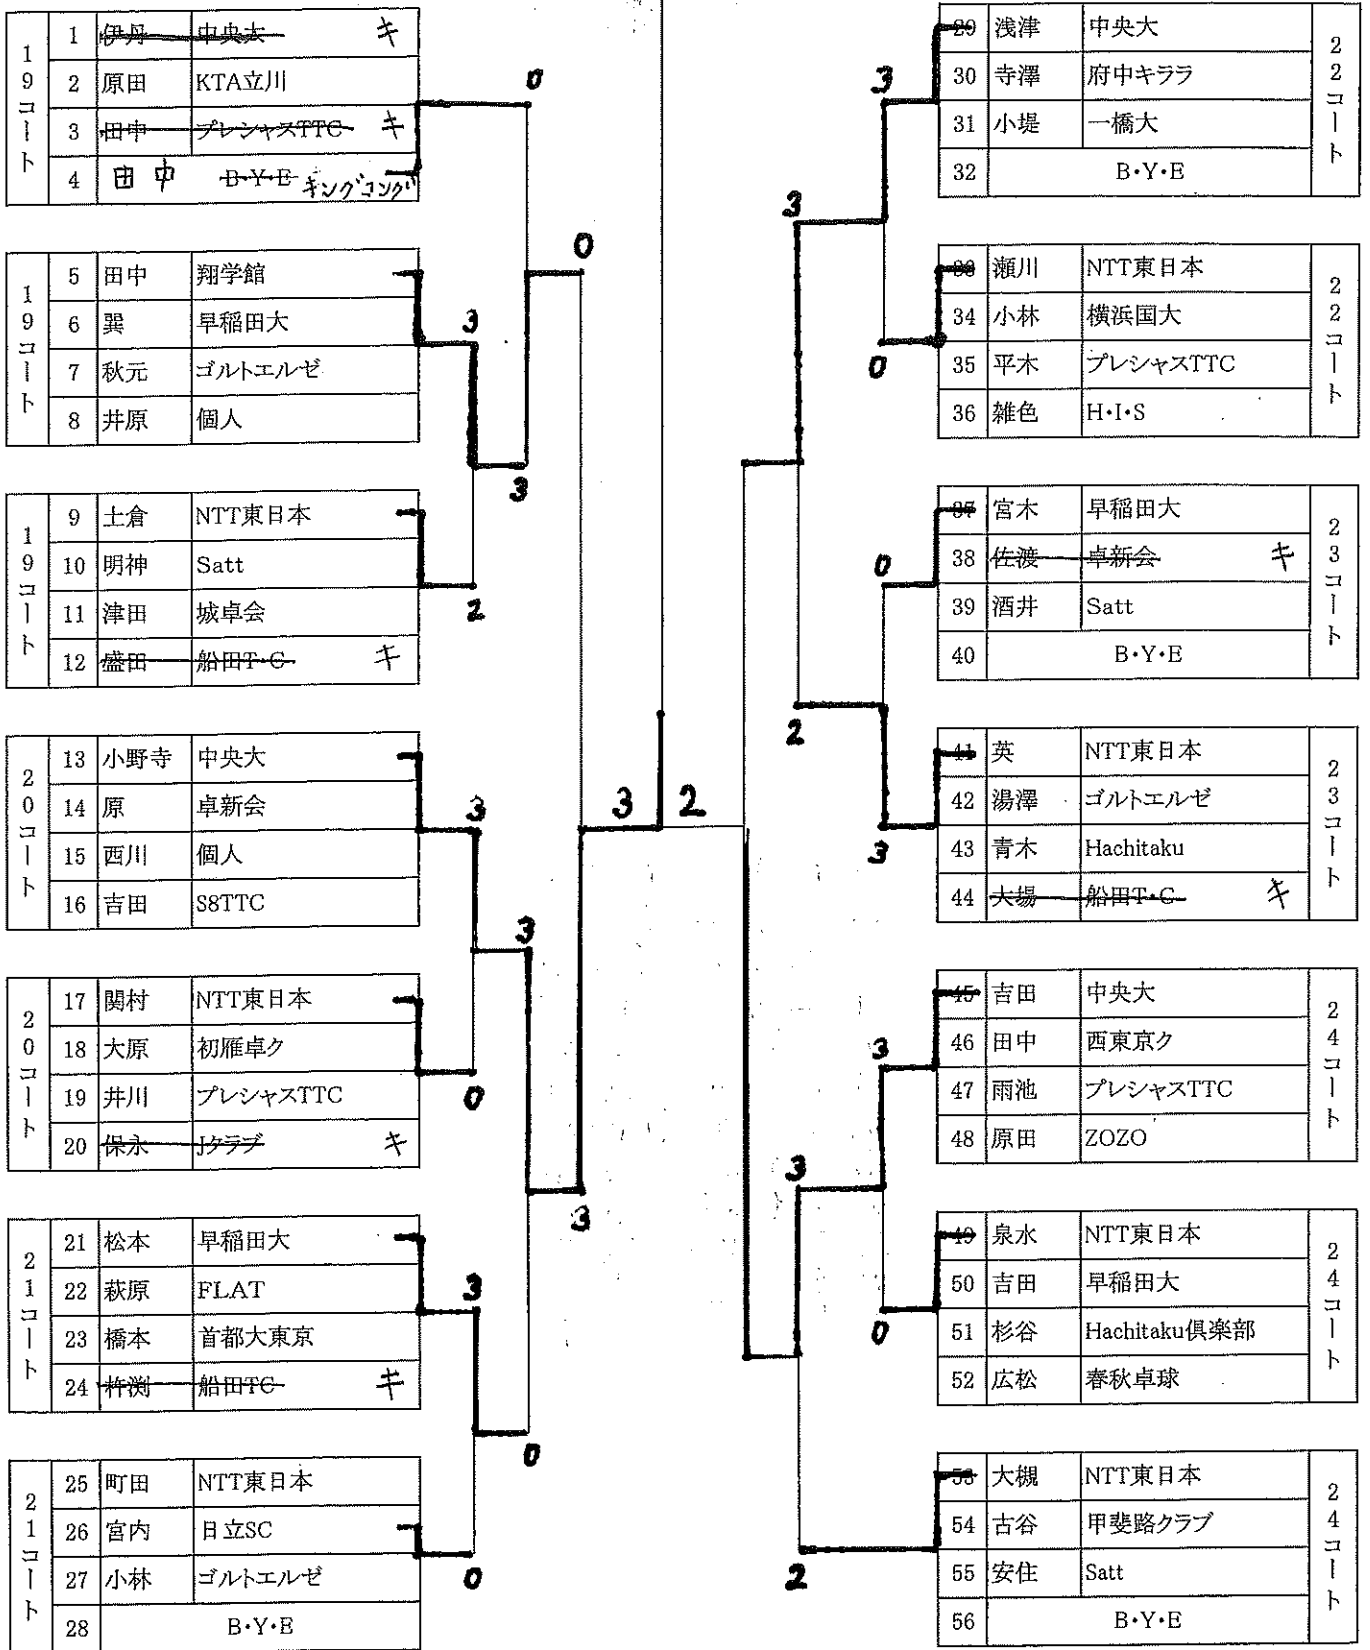 19コート
1 伊丹 中央大 キ
2 原田 KTA立川
3 田中 プレシャスTTC キ
4 田中 B・Y・E キングコング
0
19コート
5 田中 翔学館
6 巽 早稲田大
7 秋元 ゴルトエルゼ
8 井原 個人
3
0
3
19コート
9 土倉 NTT東日本
10 明神 Satt
11 津田 城卓会
12 盛田 船田T・C キ
2
20コート
13 小野寺 中央大
14 原 卓新会
15 西川 個人
16 吉田 S8TTC
3
3
20コート
17 関村 NTT東日本
18 大原 初雁卓ク
19 井川 プレシャスTTC
20 保永 Jクラブ キ
0
3
21コート
21 松本 早稲田大
22 萩原 FLAT
23 橋本 首都大東京
24 杵渕 船田TC キ
3
0
21コート
25 町田 NTT東日本
26 宮内 日立SC
27 小林 ゴルトエルゼ
28 B・Y・E
0
3 2
22コート
29 浅津 中央大
30 寺澤 府中キララ
31 小堤 一橋大
32 B・Y・E
3
3
22コート
33 瀬川 NTT東日本
34 小林 横浜国大
35 平木 プレシャスTTC
36 雑色 H・I・S
0
23コート
37 宮木 早稲田大
38 佐渡 卓新会 キ
39 酒井 Satt
40 B・Y・E
0
2
23コート
41 英 NTT東日本
42 湯澤 ゴルトエルゼ
43 青木 Hachitaku
44 大場 船田T・C キ
3
24コート
45 吉田 中央大
46 田中 西東京ク
47 雨池 プレシャスTTC
48 原田 ZOZO
3
3
24コート
49 泉水 NTT東日本
50 吉田 早稲田大
51 杉谷 Hachitaku倶楽部
52 広松 春秋卓球
0
24コート
53 大槻 NTT東日本
54 古谷 甲斐路クラブ
55 安住 Satt
56 B・Y・E
2